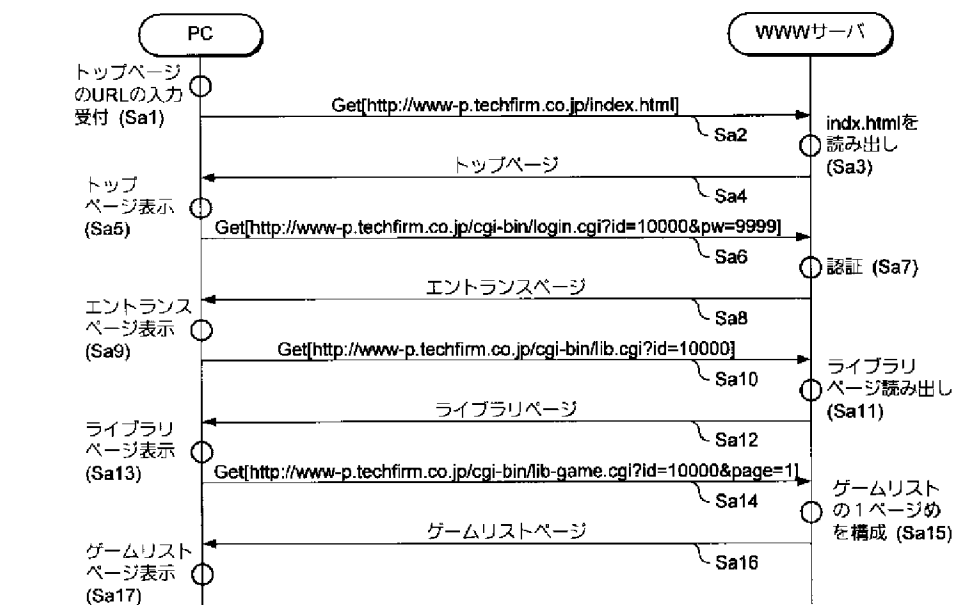 PC
WWWサーバ
トップページ
のURLの入力
受付 (Sa1)
Get[http://www-p.techfirm.co.jp/index.html]
Sa2
indx.htmlを
読み出し
(Sa3)
トップページ
Sa4
トップ
ページ表示
(Sa5)
Get[http://www-p.techfirm.co.jp/cgi-bin/login.cgi?id=10000&pw=9999]
Sa6
認証 (Sa7)
エントランスページ
Sa8
エントランス
ページ表示
(Sa9)
Get[http://www-p.techfirm.co.jp/cgi-bin/lib.cgi?id=10000]
Sa10
ライブラリ
ページ読み出し
(Sa11)
ライブラリページ
Sa12
ライブラリ
ページ表示
(Sa13)
Get[http://www-p.techfirm.co.jp/cgi-bin/lib-game.cgi?id=10000&page=1]
Sa14
ゲームリスト
の1ページめ
を構成 (Sa15)
ゲームリストページ
Sa16
ゲームリスト
ページ表示
(Sa17)